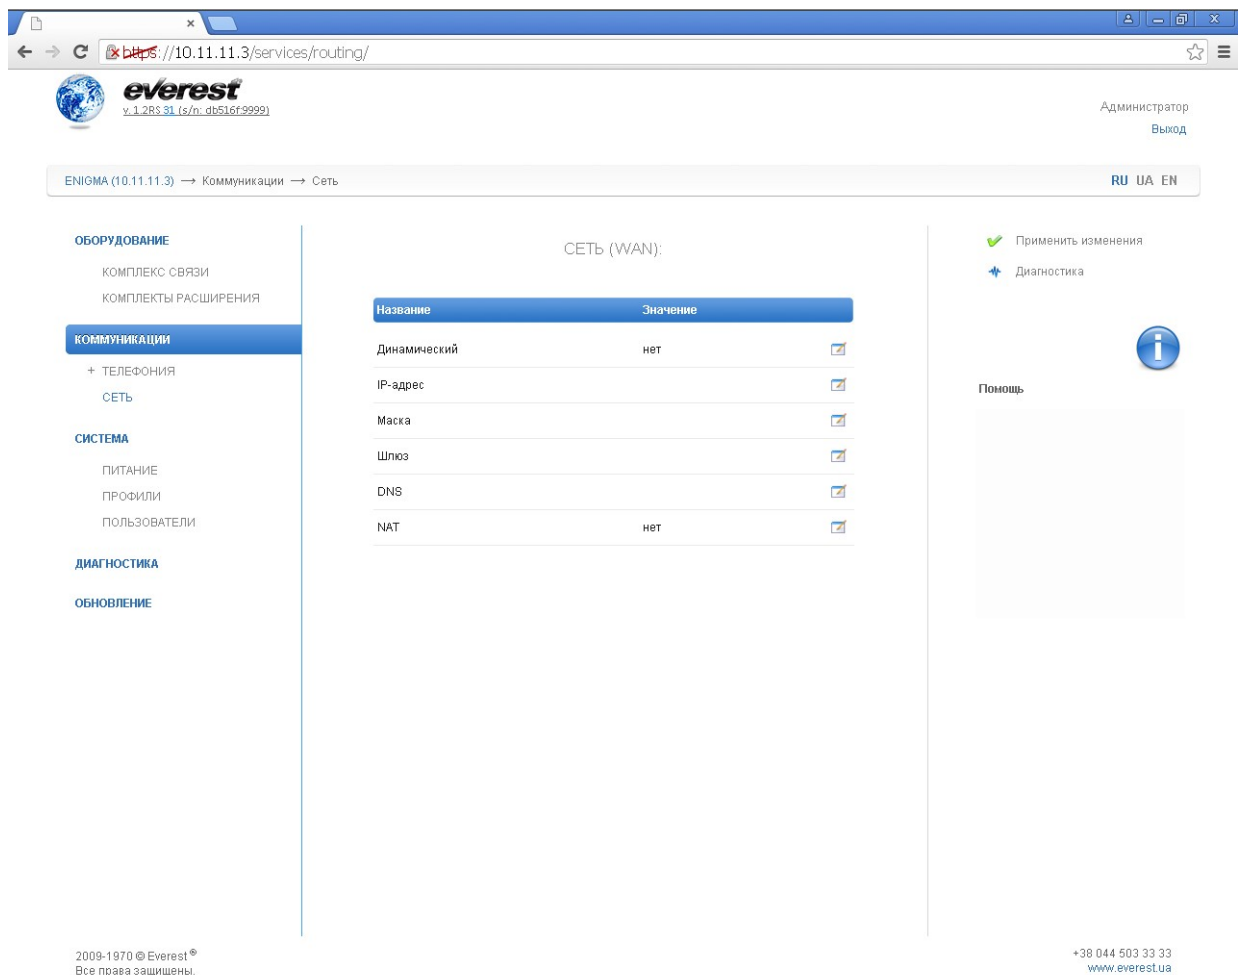 https://10.11.11.3/services/routing/
everest
v. 1.2RS 31 (s/n: db516f:9999)
Администратор
Выход
ENIGMA (10.11.11.3) → Коммуникации → Сеть
RU UA EN
ОБОРУДОВАНИЕ
КОМПЛЕКС СВЯЗИ
КОМПЛЕКТЫ РАСШИРЕНИЯ
КОММУНИКАЦИИ
+ ТЕЛЕФОНИЯ
СЕТЬ
СИСТЕМА
ПИТАНИЕ
ПРОФИЛИ
ПОЛЬЗОВАТЕЛИ
ДИАГНОСТИКА
ОБНОВЛЕНИЕ
СЕТЬ (WAN):
Название Значение
Динамический нет
IP-адрес
Маска
Шлюз
DNS
NAT нет
Применить изменения
Диагностика
Помощь
2009-1970 © Everest ®
Все права защищены.
+38 044 503 33 33
www.everest.ua